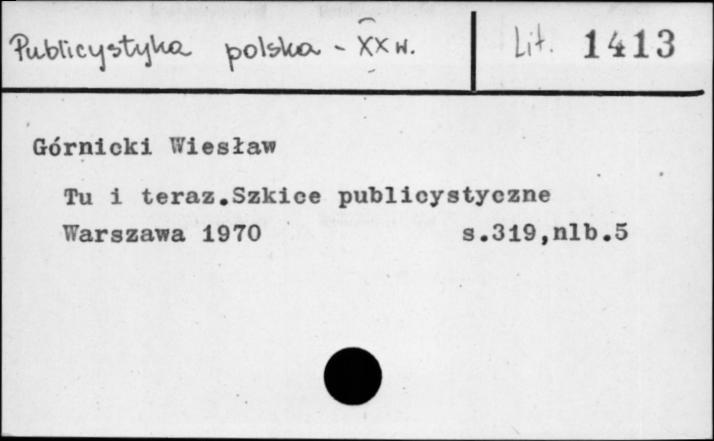 Publicystyka polska - XX w.
Lit. 1413
Górnicki Wiesław
Tu i teraz.Szkice publicystyczne
Warszawa 1970 s.319,nlb.5